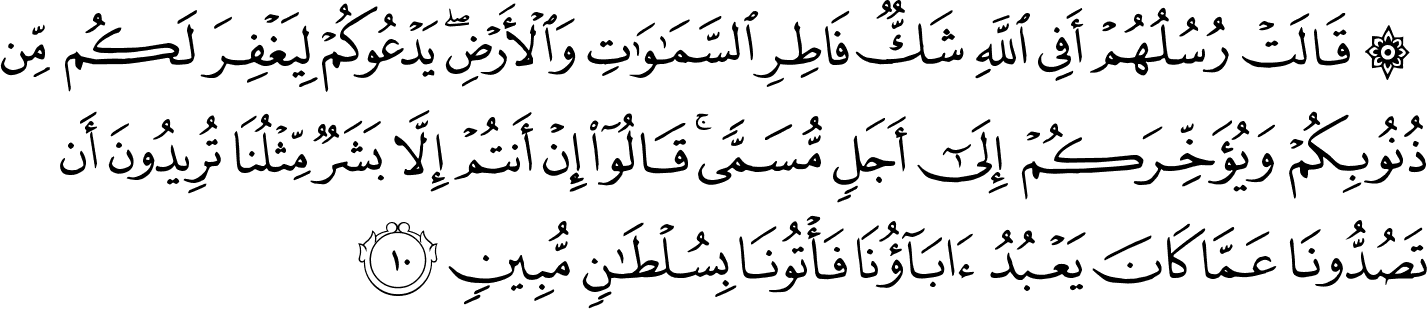 ۞ قَالَتۡ رُسُلُهُمۡ أَفِي ٱللَّهِ شَكّٞ فَاطِرِ ٱلسَّمَٰوَٰتِ وَٱلۡأَرۡضِۖ يَدۡعُوكُمۡ لِيَغۡفِرَ لَكُم مِّن
ذُنُوبِكُمۡ وَيُؤَخِّرَكُمۡ إِلَىٰٓ أَجَلٖ مُّسَمّٗىۚ قَالُوٓاْ إِنۡ أَنتُمۡ إِلَّا بَشَرٞ مِّثۡلُنَا تُرِيدُونَ أَن
تَصُدُّونَا عَمَّا كَانَ يَعۡبُدُ ءَابَآؤُنَا فَأۡتُونَا بِسُلۡطَٰنٖ مُّبِينٖ ١٠